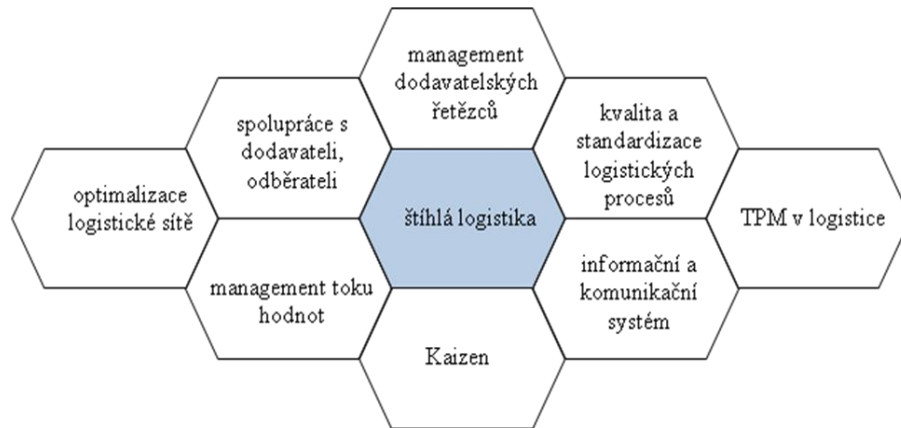 management
dodavatelských
řetězců
spolupráce s
dodavateli,
odběrateli
kvalita a
standardizace
logistických
procesů
optimalizace
logistické sítě
štíhlá logistika
TPM v logistice
management toku
hodnot
informační a
komunikační
systém
Kaizen